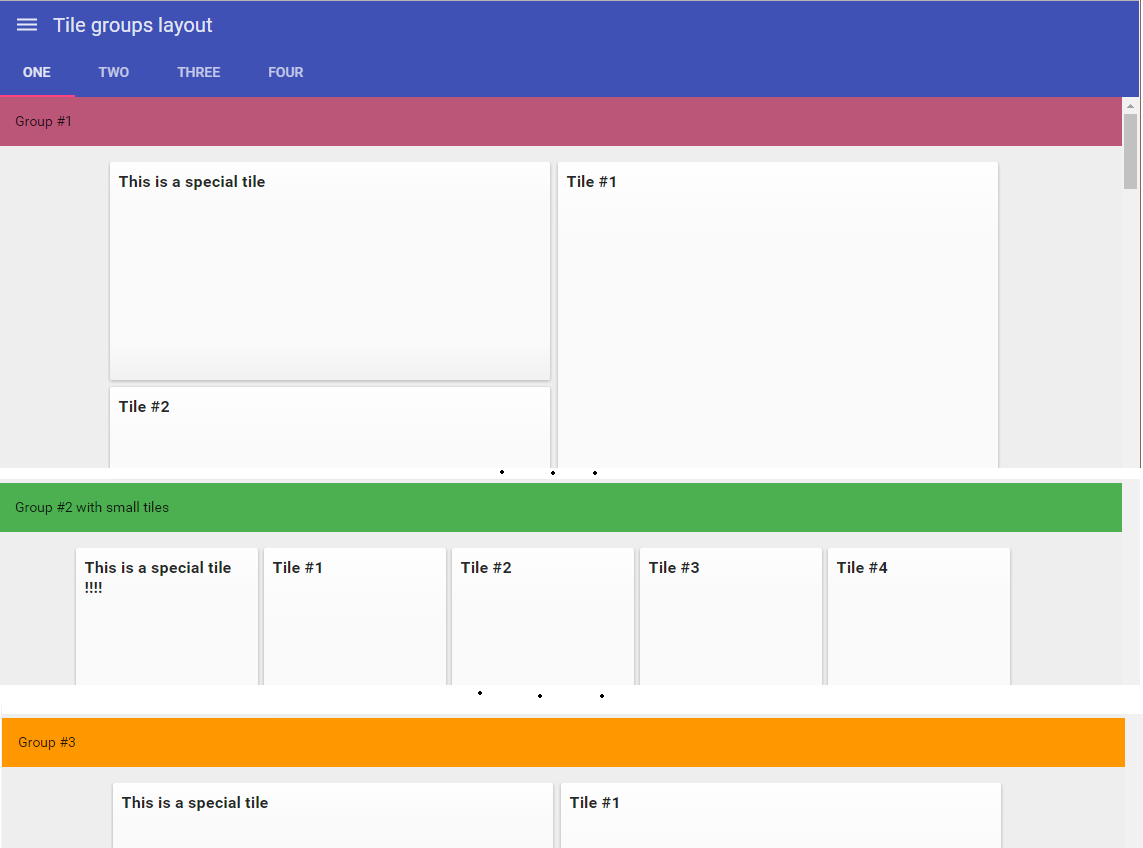 Tile groups layout
ONE TWO THREE FOUR
Group #1
This is a special tile Tile #1
Tile #2
. . .
Group #2 with small tiles
This is a special tile Tile #1 Tile #2 Tile #3 Tile #4
!!!!
. . .
Group #3
This is a special tile Tile #1